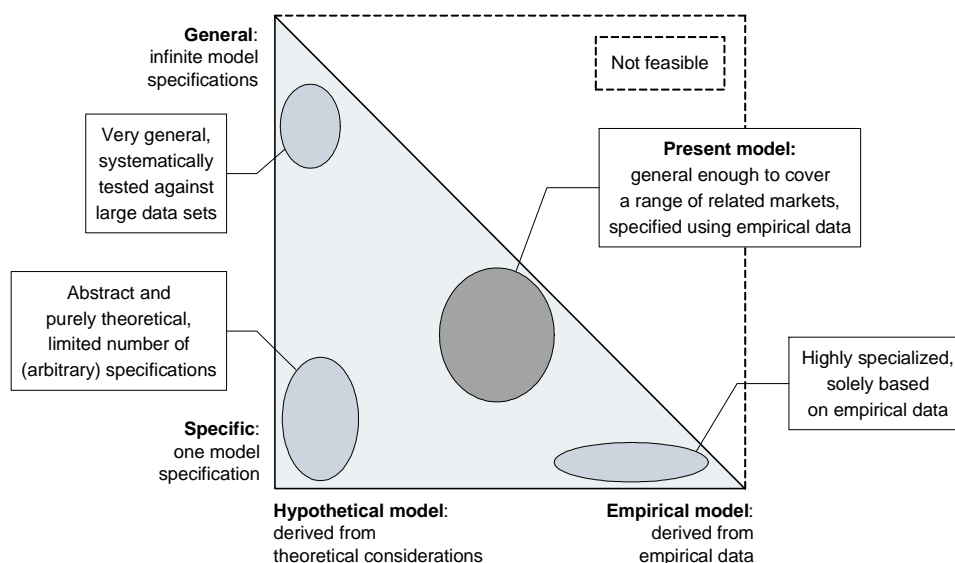 General:
infinite model
specifications
Not feasible
Very general,
systematically
tested against
large data sets
Present model:
general enough to cover
a range of related markets,
specified using empirical data
Abstract and
purely theoretical,
limited number of
(arbitrary) specifications
Highly specialized,
solely based
on empirical data
Specific:
one model
specification
Hypothetical model:
derived from
theoretical considerations
Empirical model:
derived from
empirical data